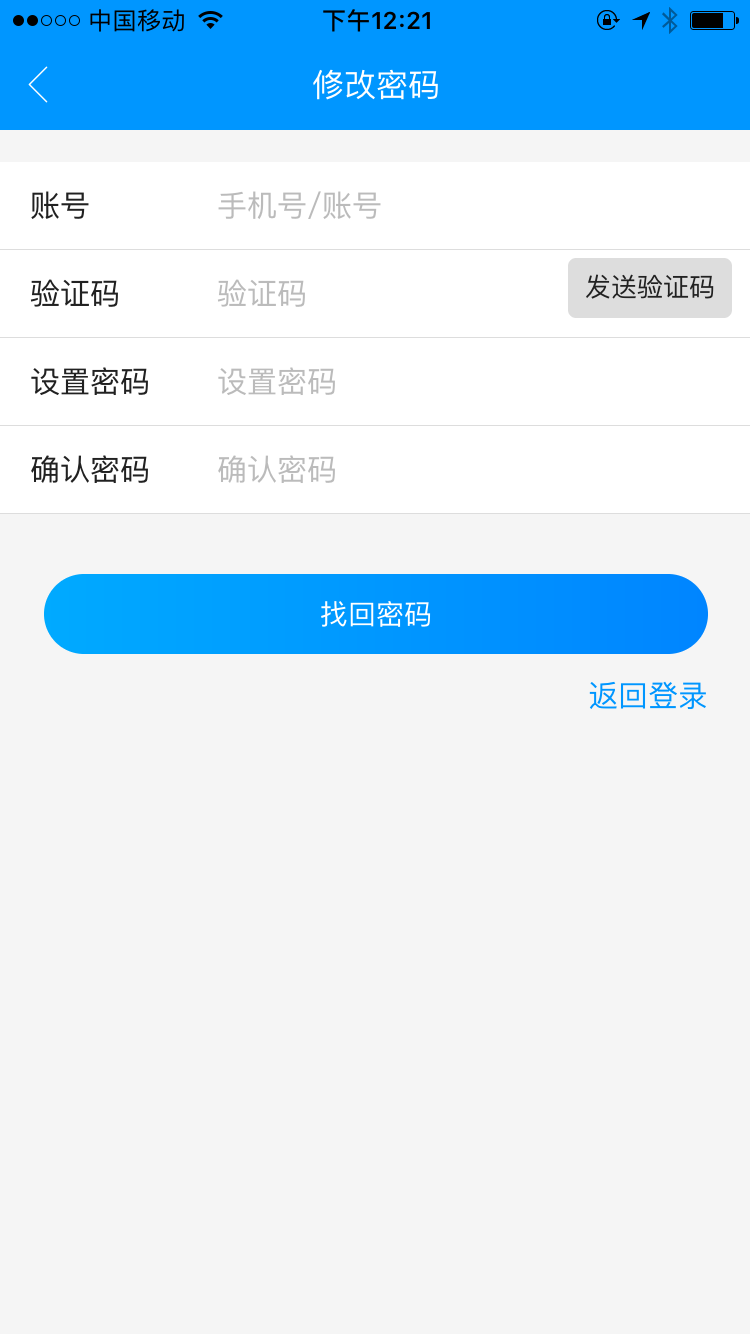 中国移动 下午12:21
修改密码
账号 手机号/账号
验证码 验证码 发送验证码
设置密码 设置密码
确认密码 确认密码
找回密码
返回登录